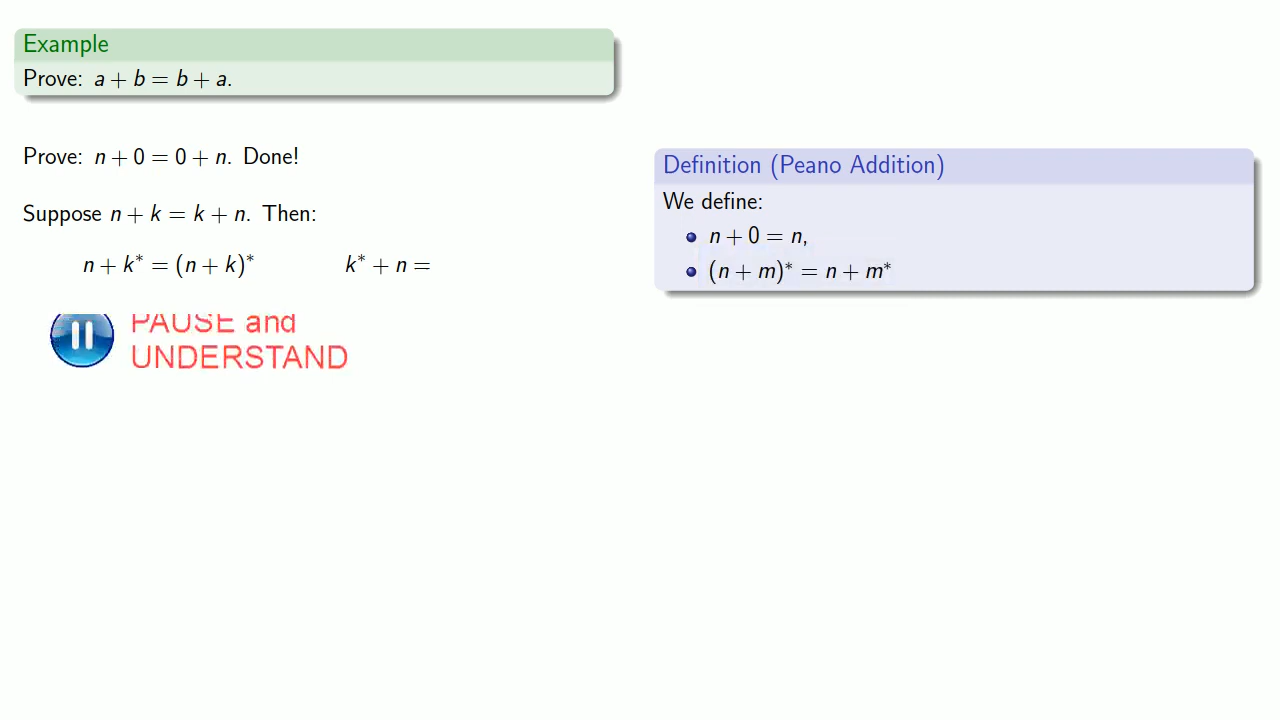 Example
Prove: a + b = b + a.
Prove: n + 0 = 0 + n. Done!
Suppose n + k = k + n. Then:
n + k* = (n + k)* k* + n =
PAUSE and
UNDERSTAND
Definition (Peano Addition)
We define:
n + 0 = n,
(n + m)* = n + m*